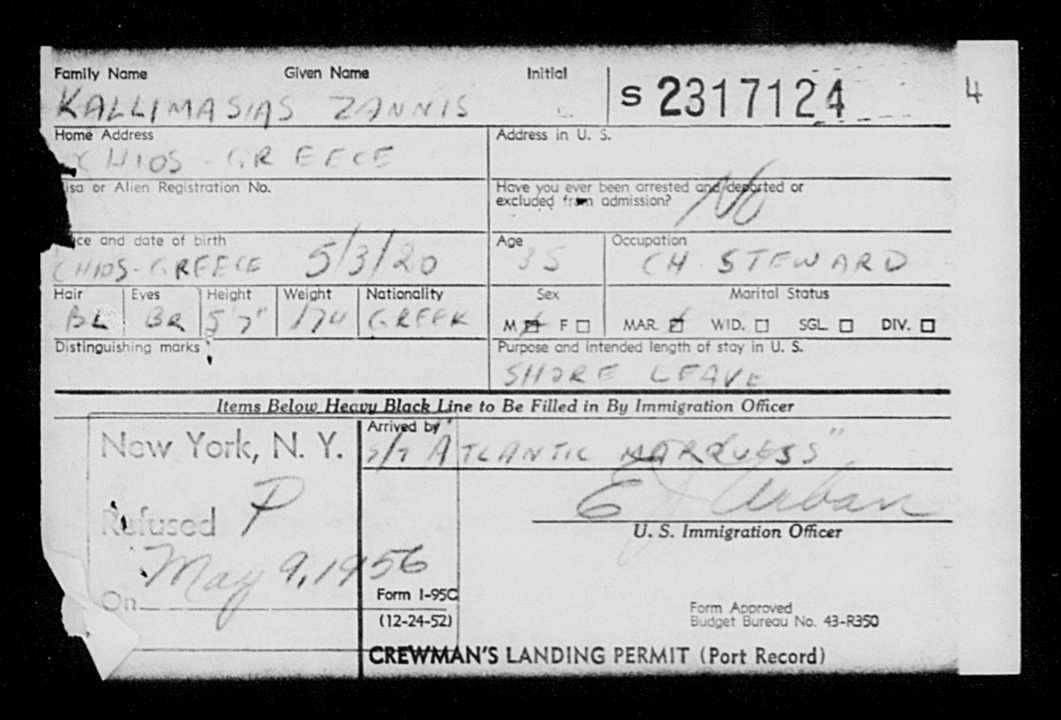 Family Name Given Name Initial
KALLIMASIAS ZANNIS S 2317124 4
Home Address Address in U. S.
CHIOS - GREECE
Visa or Alien Registration No. Have you ever been arrested and deported or
excluded from admission?
NO
Place and date of birth Age Occupation
CHIOS - GREECE 5/3/20 35 CH. STEWARD
Hair Eyes Height Weight Nationality Sex Marital Status
BL BR 5'7" 174 GREEK M ☒ F ☐ MAR. ☒ WID. ☐ SGL. ☐ DIV. ☐
Distinguishing marks Purpose and intended length of stay in U. S.
SHORE LEAVE
Items Below Heavy Black Line to Be Filled in By Immigration Officer
New York, N. Y. Arrived by
S/T "ATLANTIC MARQUESS"
Refused P
E J Urban
U. S. Immigration Officer
May 9, 1956
On
Form I-95C
(12-24-52)
Form Approved
Budget Bureau No. 43-R350
CREWMAN'S LANDING PERMIT (Port Record)